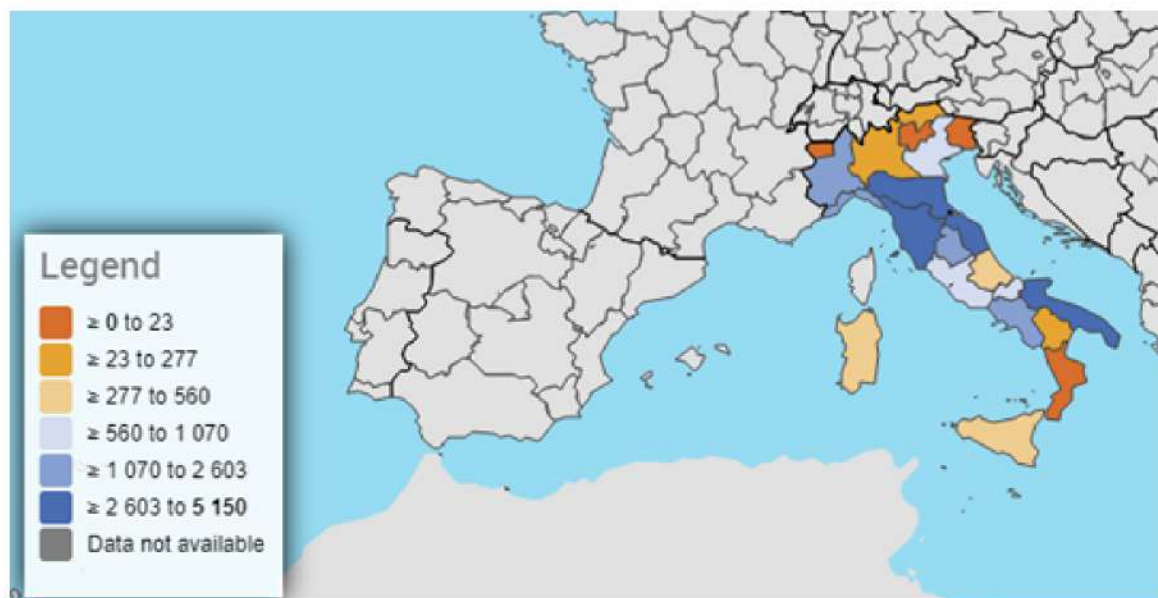 Legend
≥ 0 to 23
≥ 23 to 277
≥ 277 to 560
≥ 560 to 1 070
≥ 1 070 to 2 603
≥ 2 603 to 5 150
Data not available